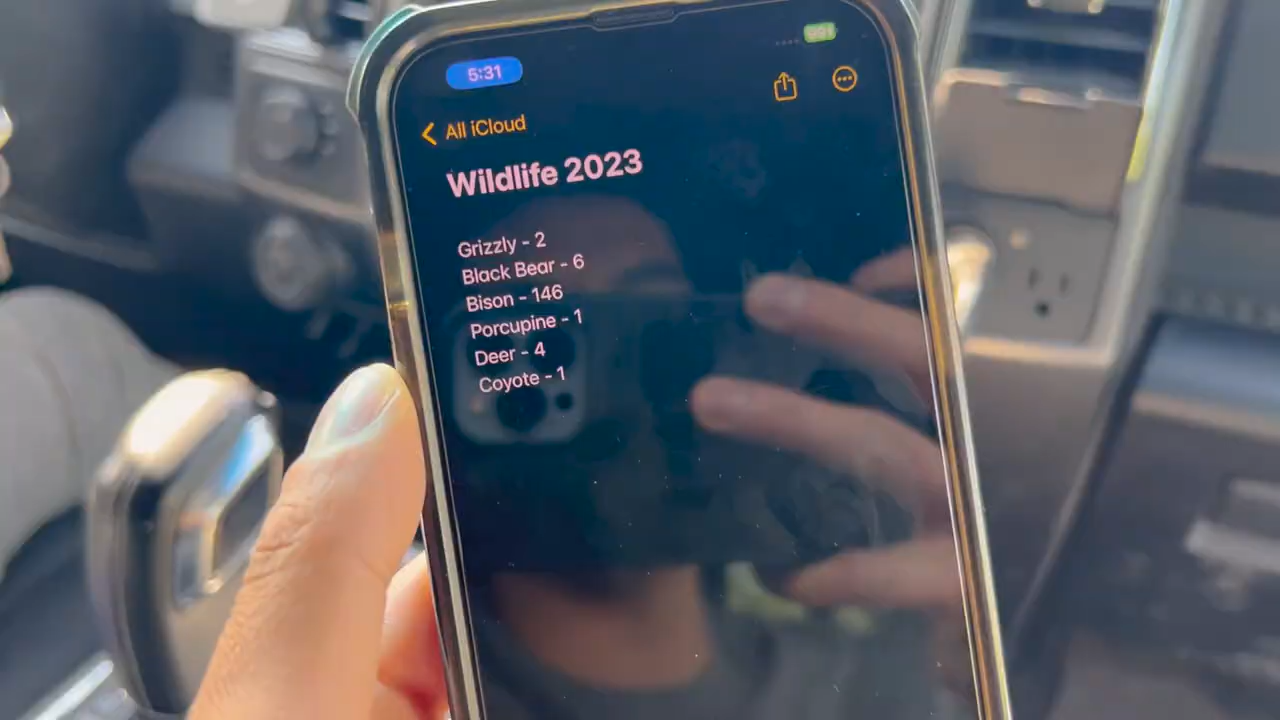 5:31
All iCloud
Wildlife 2023
Grizzly - 2
Black Bear - 6
Bison - 146
Porcupine - 1
Deer - 4
Coyote - 1